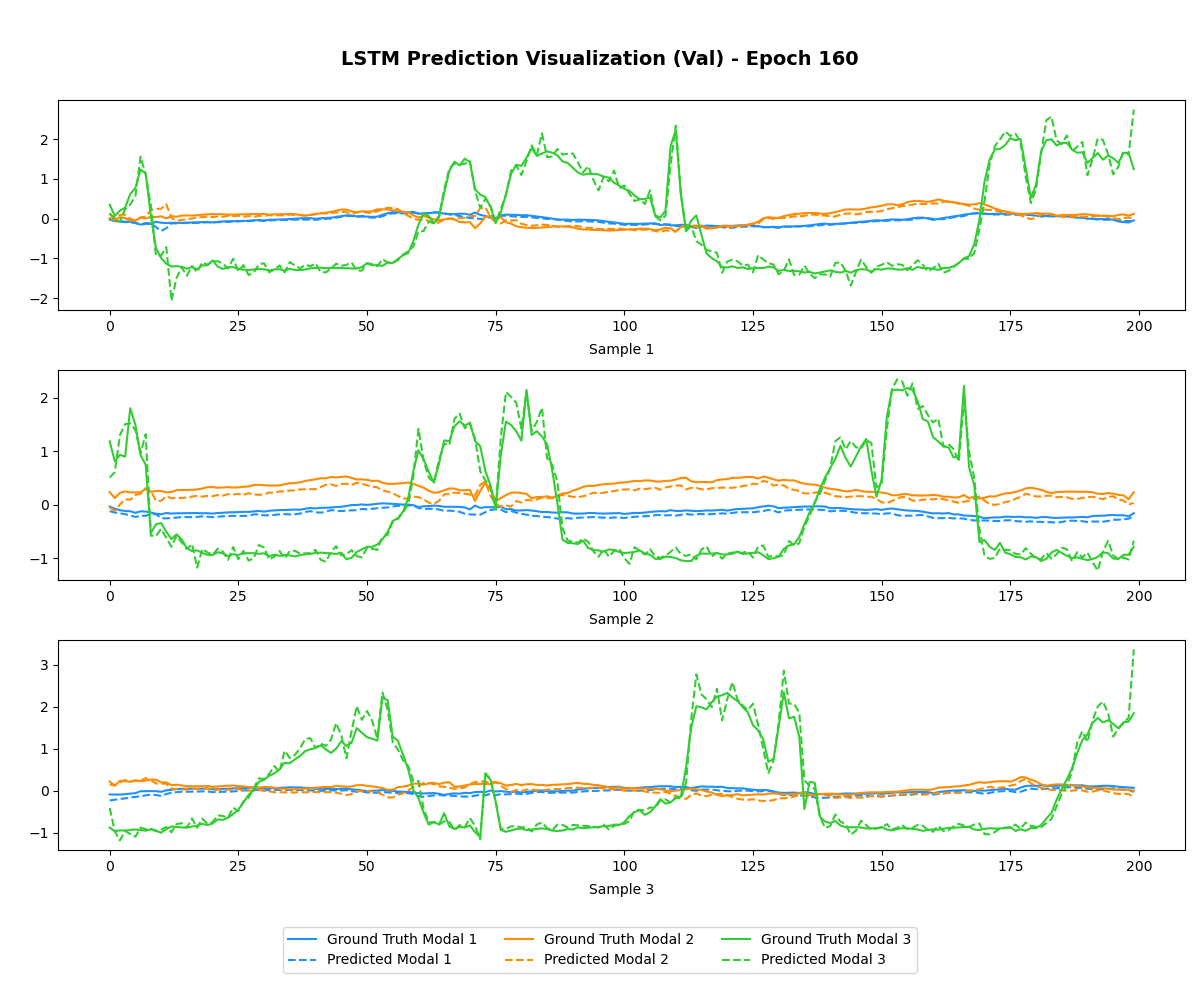 LSTM Prediction Visualization (Val) - Epoch 160
2
1
0
−1
−2
0 25 50 75 100 125 150 175 200
Sample 1
2
1
0
−1
0 25 50 75 100 125 150 175 200
Sample 2
3
2
1
0
−1
0 25 50 75 100 125 150 175 200
Sample 3
Ground Truth Modal 1 Ground Truth Modal 2 Ground Truth Modal 3
Predicted Modal 1 Predicted Modal 2 Predicted Modal 3